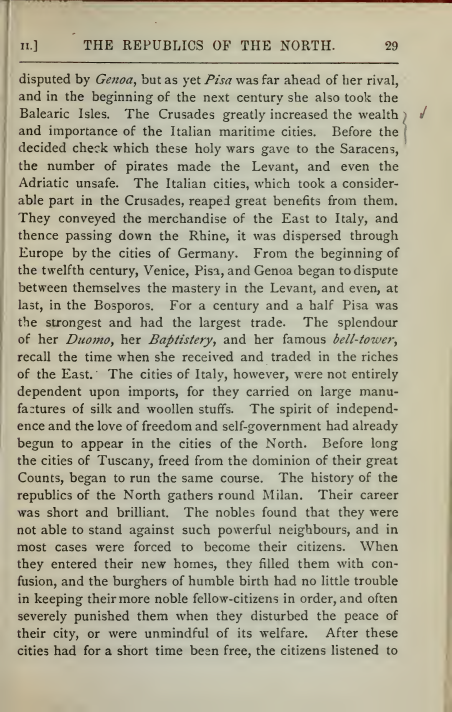 II.] THE REPUBLICS OF THE NORTH. 29
disputed by Genoa, but as yet Pisa was far ahead of her rival,
and in the beginning of the next century she also took the
Balearic Isles. The Crusades greatly increased the wealth
and importance of the Italian maritime cities. Before the
decided check which these holy wars gave to the Saracens,
the number of pirates made the Levant, and even the
Adriatic unsafe. The Italian cities, which took a consider-
able part in the Crusades, reaped great benefits from them.
They conveyed the merchandise of the East to Italy, and
thence passing down the Rhine, it was dispersed through
Europe by the cities of Germany. From the beginning of
the twelfth century, Venice, Pisa, and Genoa began to dispute
between themselves the mastery in the Levant, and even, at
last, in the Bosporos. For a century and a half Pisa was
the strongest and had the largest trade. The splendour
of her Duomo, her Baptistery, and her famous bell-tower,
recall the time when she received and traded in the riches
of the East. The cities of Italy, however, were not entirely
dependent upon imports, for they carried on large manu-
factures of silk and woollen stuffs. The spirit of independ-
ence and the love of freedom and self-government had already
begun to appear in the cities of the North. Before long
the cities of Tuscany, freed from the dominion of their great
Counts, began to run the same course. The history of the
republics of the North gathers round Milan. Their career
was short and brilliant. The nobles found that they were
not able to stand against such powerful neighbours, and in
most cases were forced to become their citizens. When
they entered their new homes, they filled them with con-
fusion, and the burghers of humble birth had no little trouble
in keeping their more noble fellow-citizens in order, and often
severely punished them when they disturbed the peace of
their city, or were unmindful of its welfare. After these
cities had for a short time been free, the citizens listened to